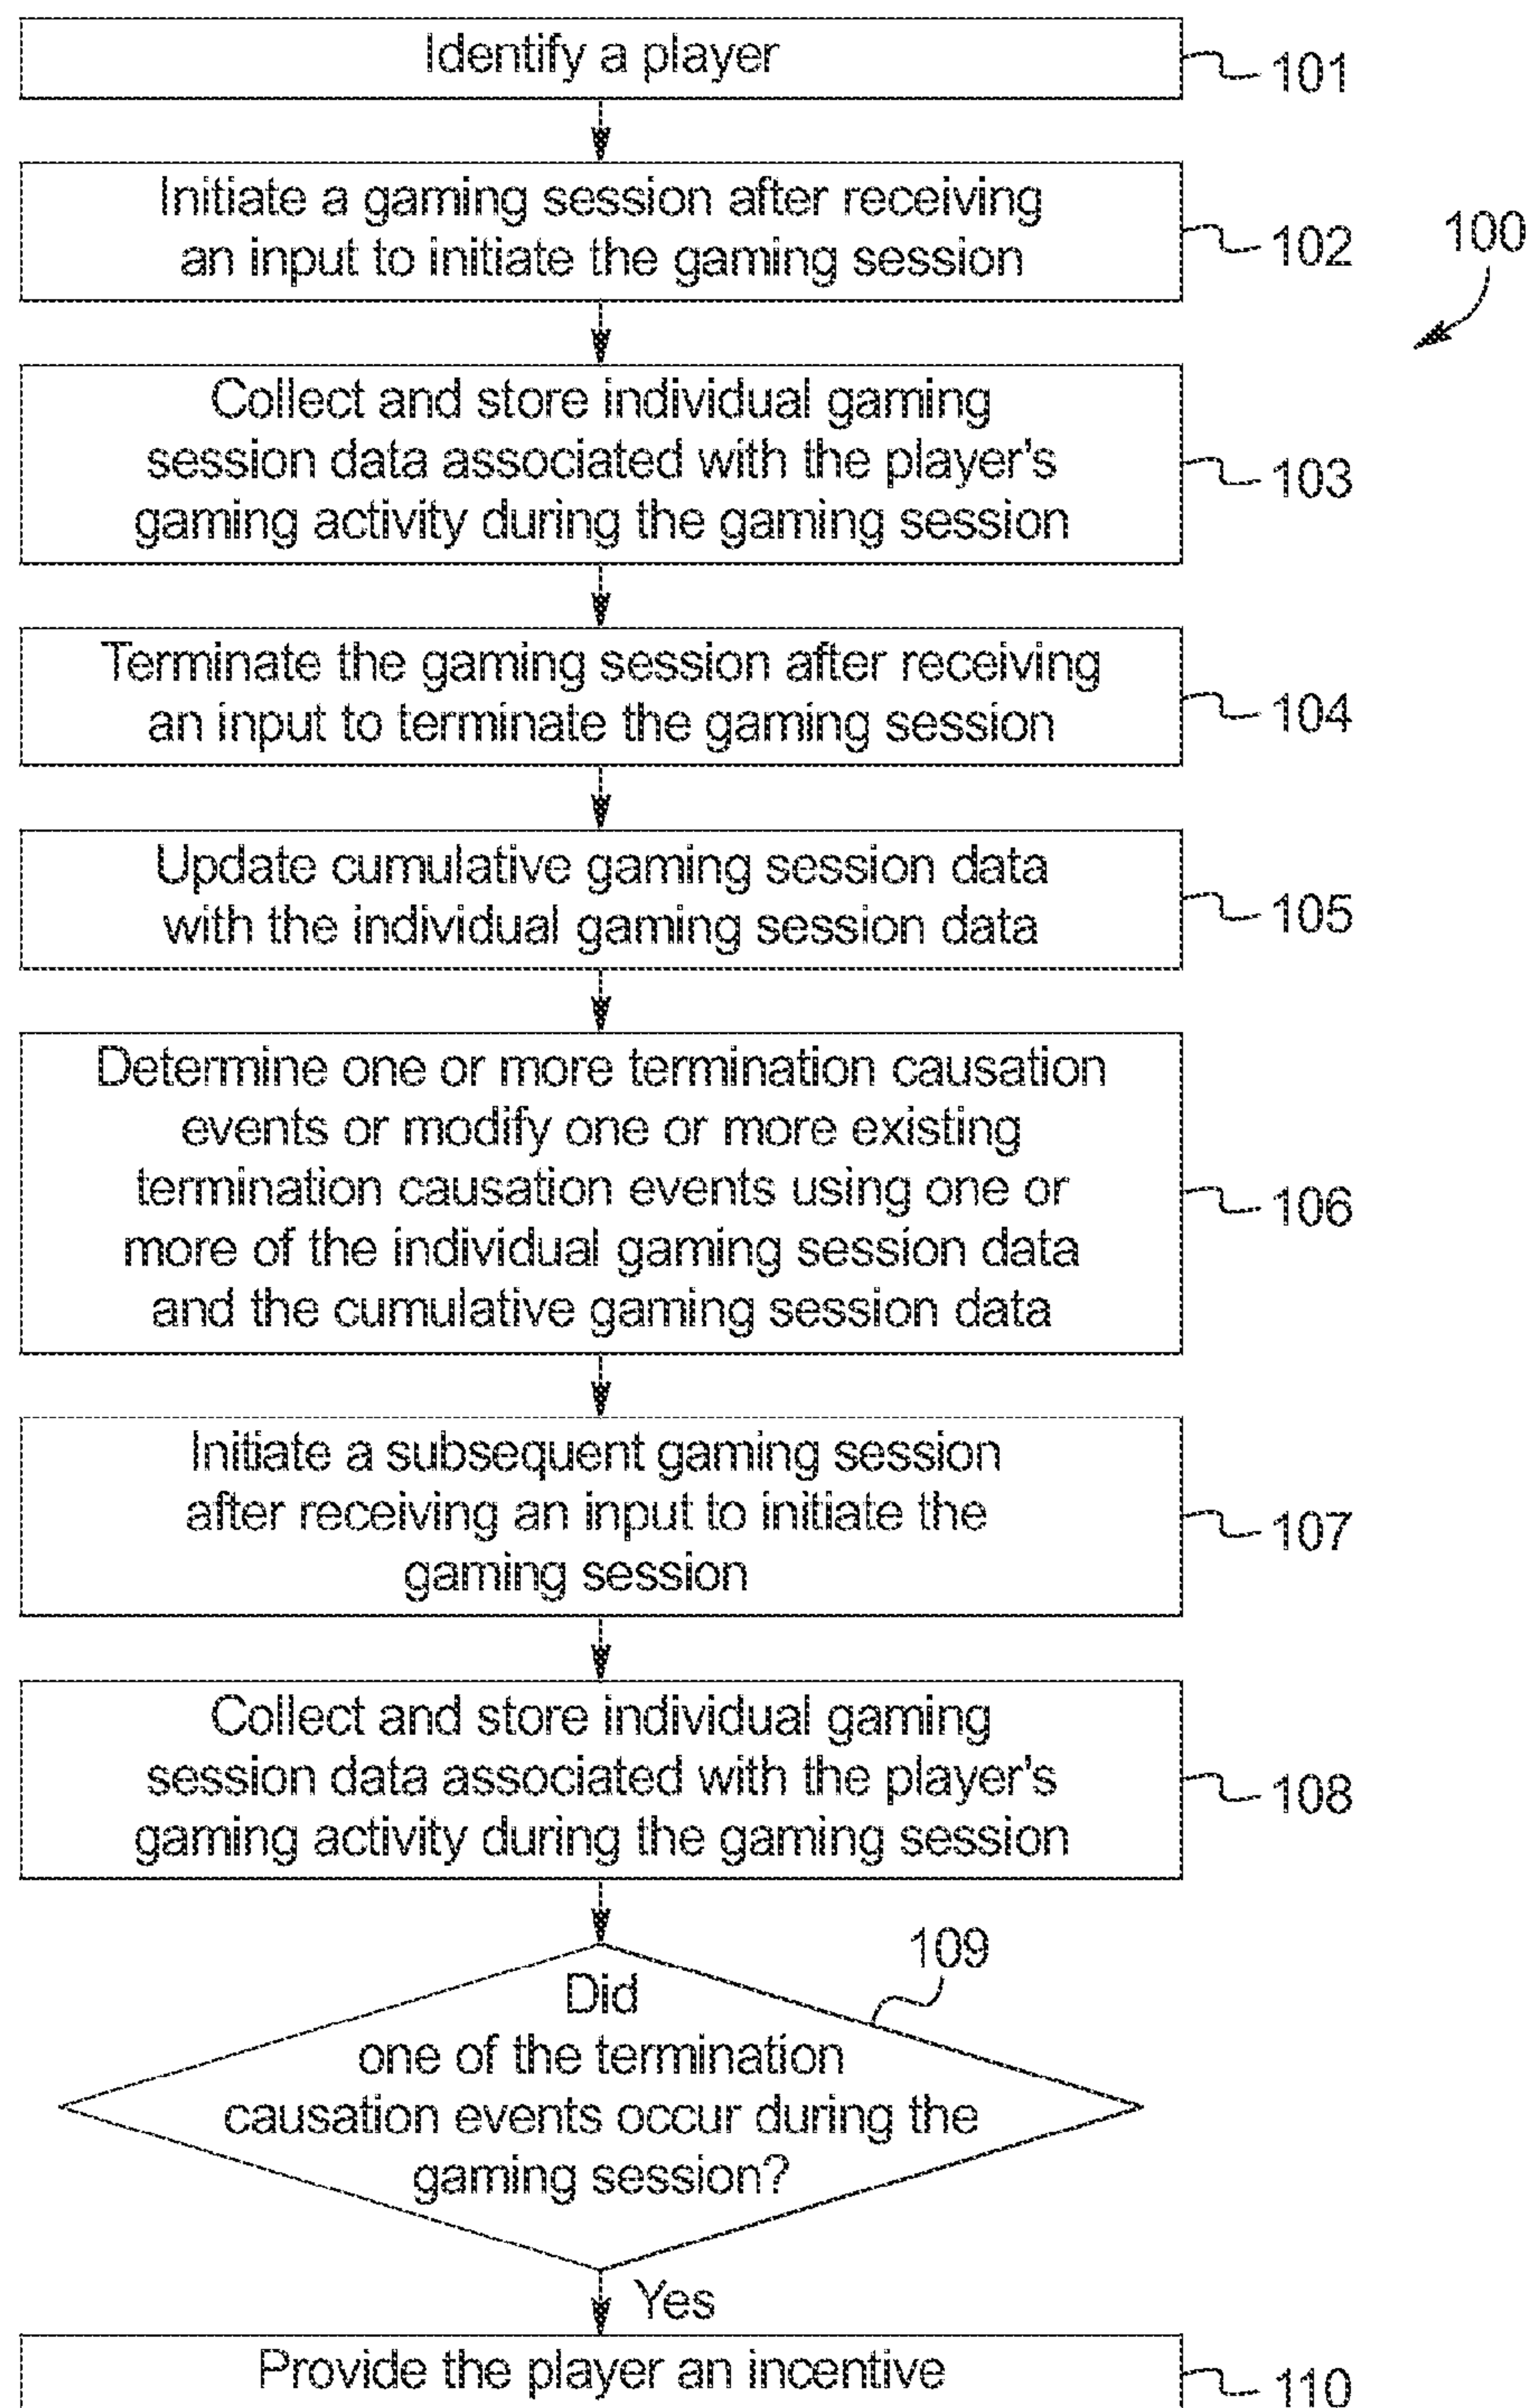 Identify a player
101
Initiate a gaming session after receiving
an input to initiate the gaming session
102
100
Collect and store individual gaming
session data associated with the player's
gaming activity during the gaming session
103
Terminate the gaming session after receiving
an input to terminate the gaming session
104
Update cumulative gaming session data
with the individual gaming session data
105
Determine one or more termination causation
events or modify one or more existing
termination causation events using one or
more of the individual gaming session data
and the cumulative gaming session data
106
Initiate a subsequent gaming session
after receiving an input to initiate the
gaming session
107
Collect and store individual gaming
session data associated with the player's
gaming activity during the gaming session
108
109
Did
one of the termination
causation events occur during the
gaming session?
Yes
Provide the player an incentive
110